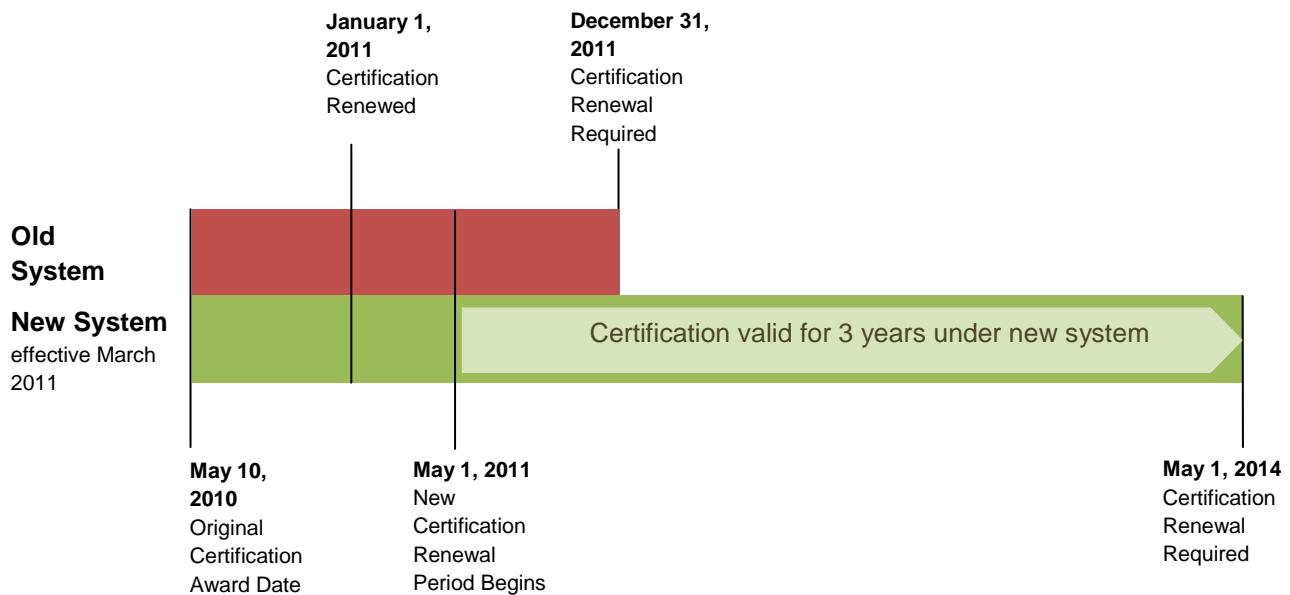 January 1,
2011
Certification
Renewed
December 31,
2011
Certification
Renewal
Required
Old
System
New System
effective March
2011
Certification valid for 3 years under new system
May 10,
2010
Original
Certification
Award Date
May 1, 2011
New
Certification
Renewal
Period Begins
May 1, 2014
Certification
Renewal
Required